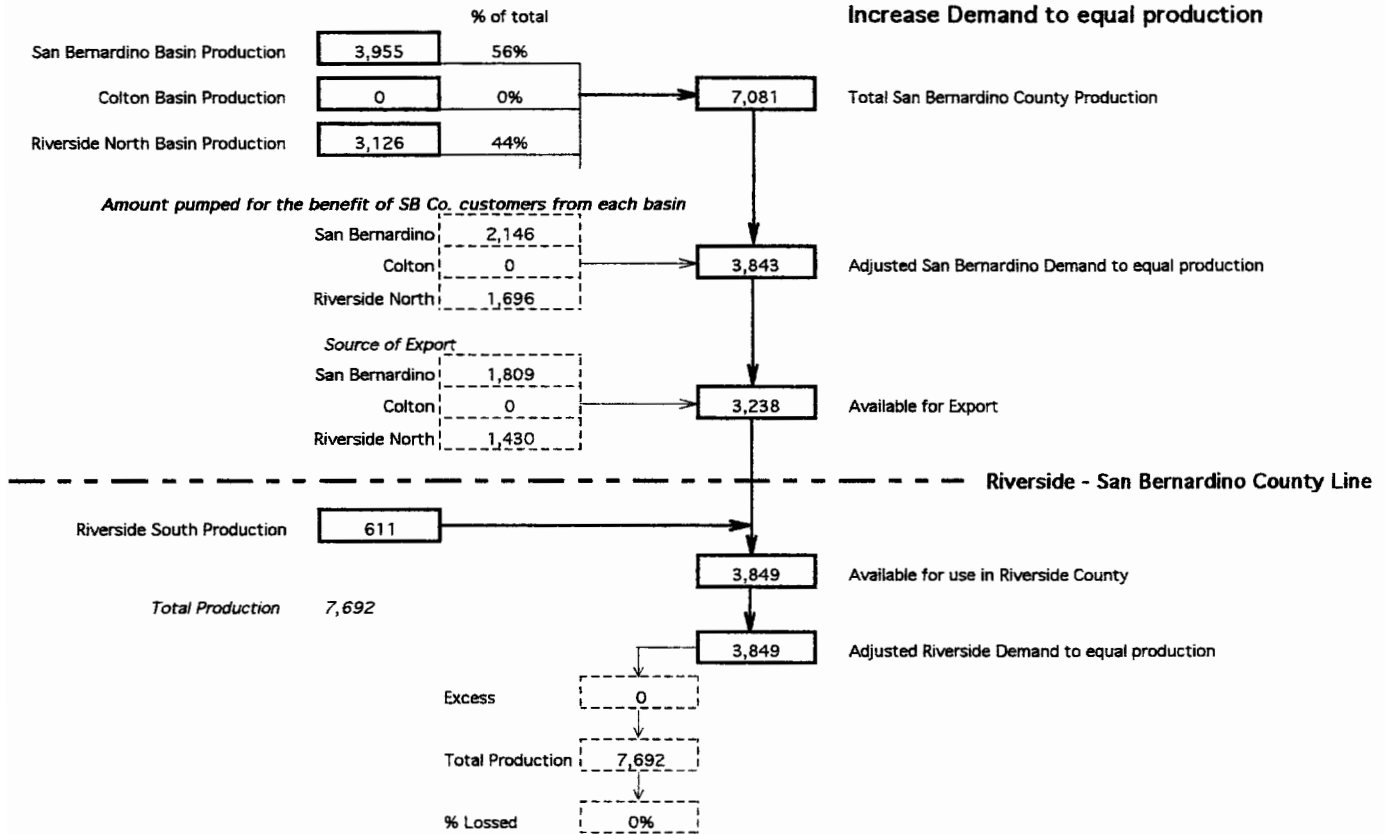 % of total
Increase Demand to equal production
San Bernardino Basin Production 3,955 56%
Colton Basin Production 0 0% 7,081 Total San Bernardino County Production
Riverside North Basin Production 3,126 44%
Amount pumped for the benefit of SB Co. customers from each basin
San Bernardino 2,146
Colton 0 3,843 Adjusted San Bernardino Demand to equal production
Riverside North 1,696
Source of Export
San Bernardino 1,809
Colton 0 3,238 Available for Export
Riverside North 1,430
Riverside - San Bernardino County Line
Riverside South Production 611
3,849 Available for use in Riverside County
Total Production 7,692
3,849 Adjusted Riverside Demand to equal production
Excess 0
Total Production 7,692
% Lossed 0%